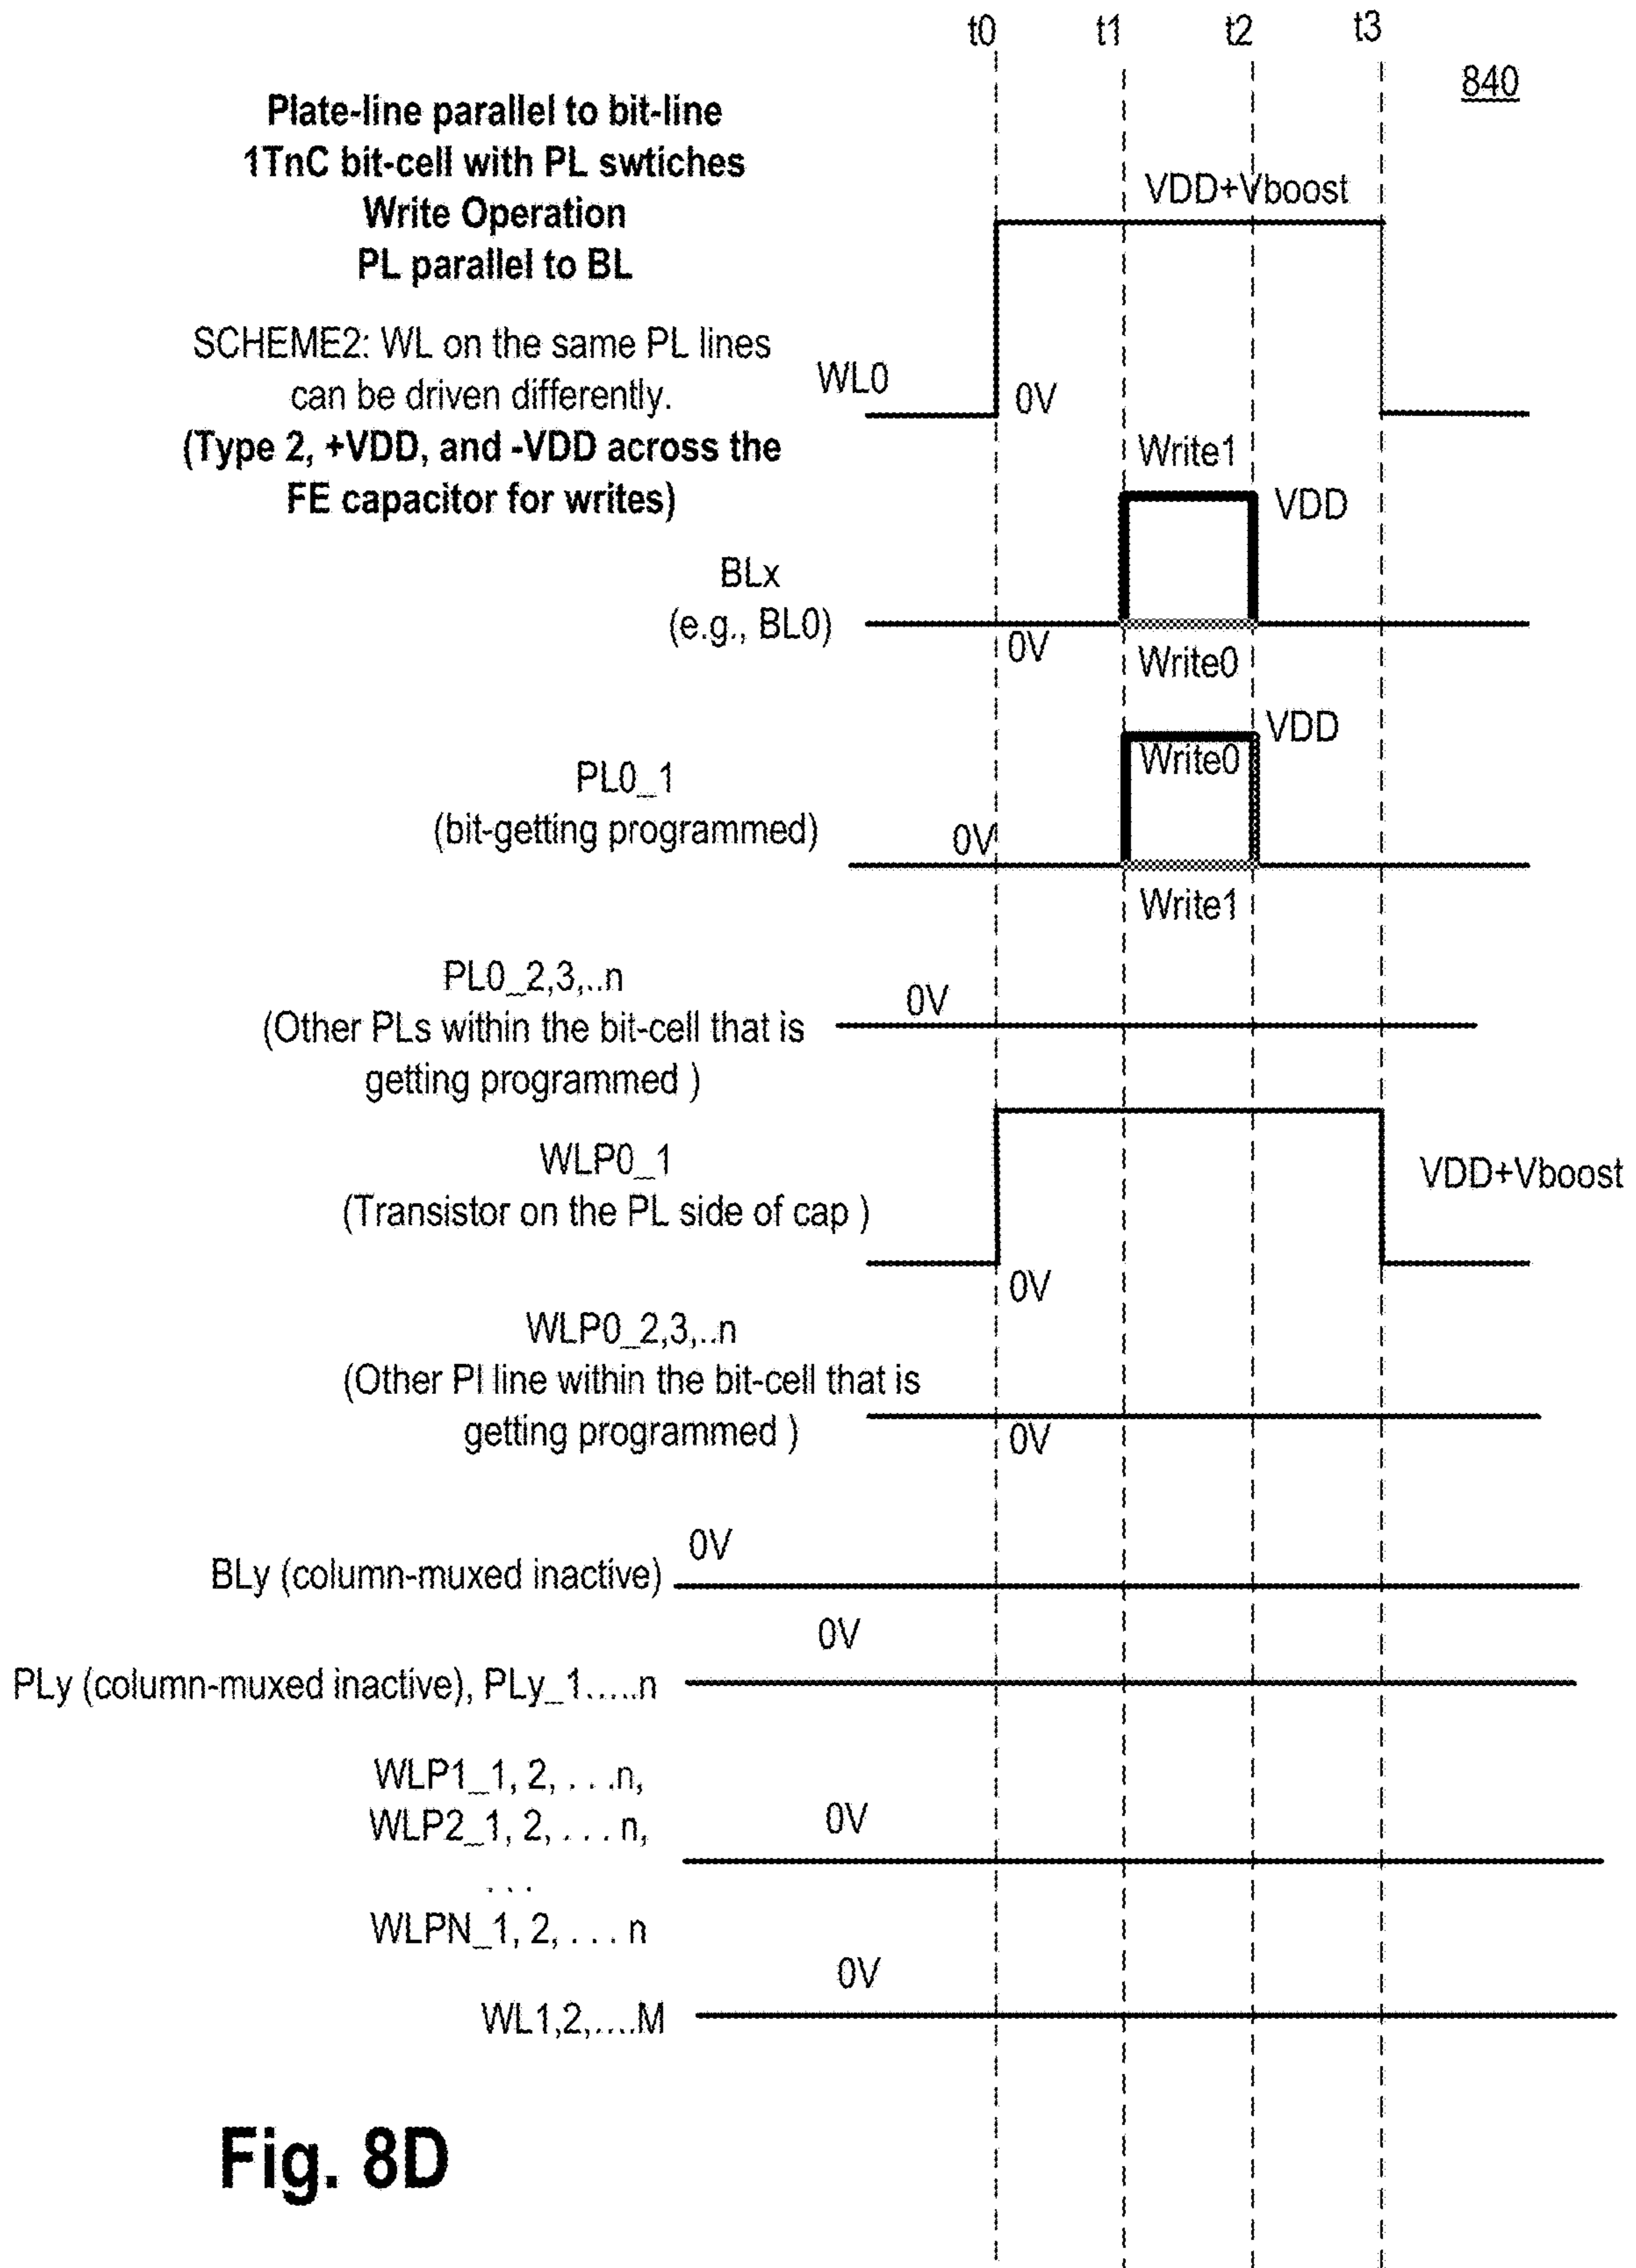 t0 t1 t2 t3
840
Plate-line parallel to bit-line
1TnC bit-cell with PL swtiches
Write Operation
PL parallel to BL
VDD+Vboost
SCHEME2: WL on the same PL lines
can be driven differently.
(Type 2, +VDD, and -VDD across the
FE capacitor for writes)
WL0
0V
Write1
VDD
BLx
(e.g., BL0)
0V
Write0
VDD
Write0
PL0_1
(bit-getting programmed)
0V
Write1
PL0_2,3,..n
(Other PLs within the bit-cell that is
getting programmed )
0V
WLP0_1
(Transistor on the PL side of cap )
VDD+Vboost
0V
WLP0_2,3,..n
(Other Pl line within the bit-cell that is
getting programmed )
0V
BLy (column-muxed inactive)
0V
PLy (column-muxed inactive), PLy_1.....n
0V
WLP1_1, 2, . . .n,
WLP2_1, 2, . . . n,
. . .
WLPN_1, 2, . . . n
0V
WL1,2,....M
0V
Fig. 8D